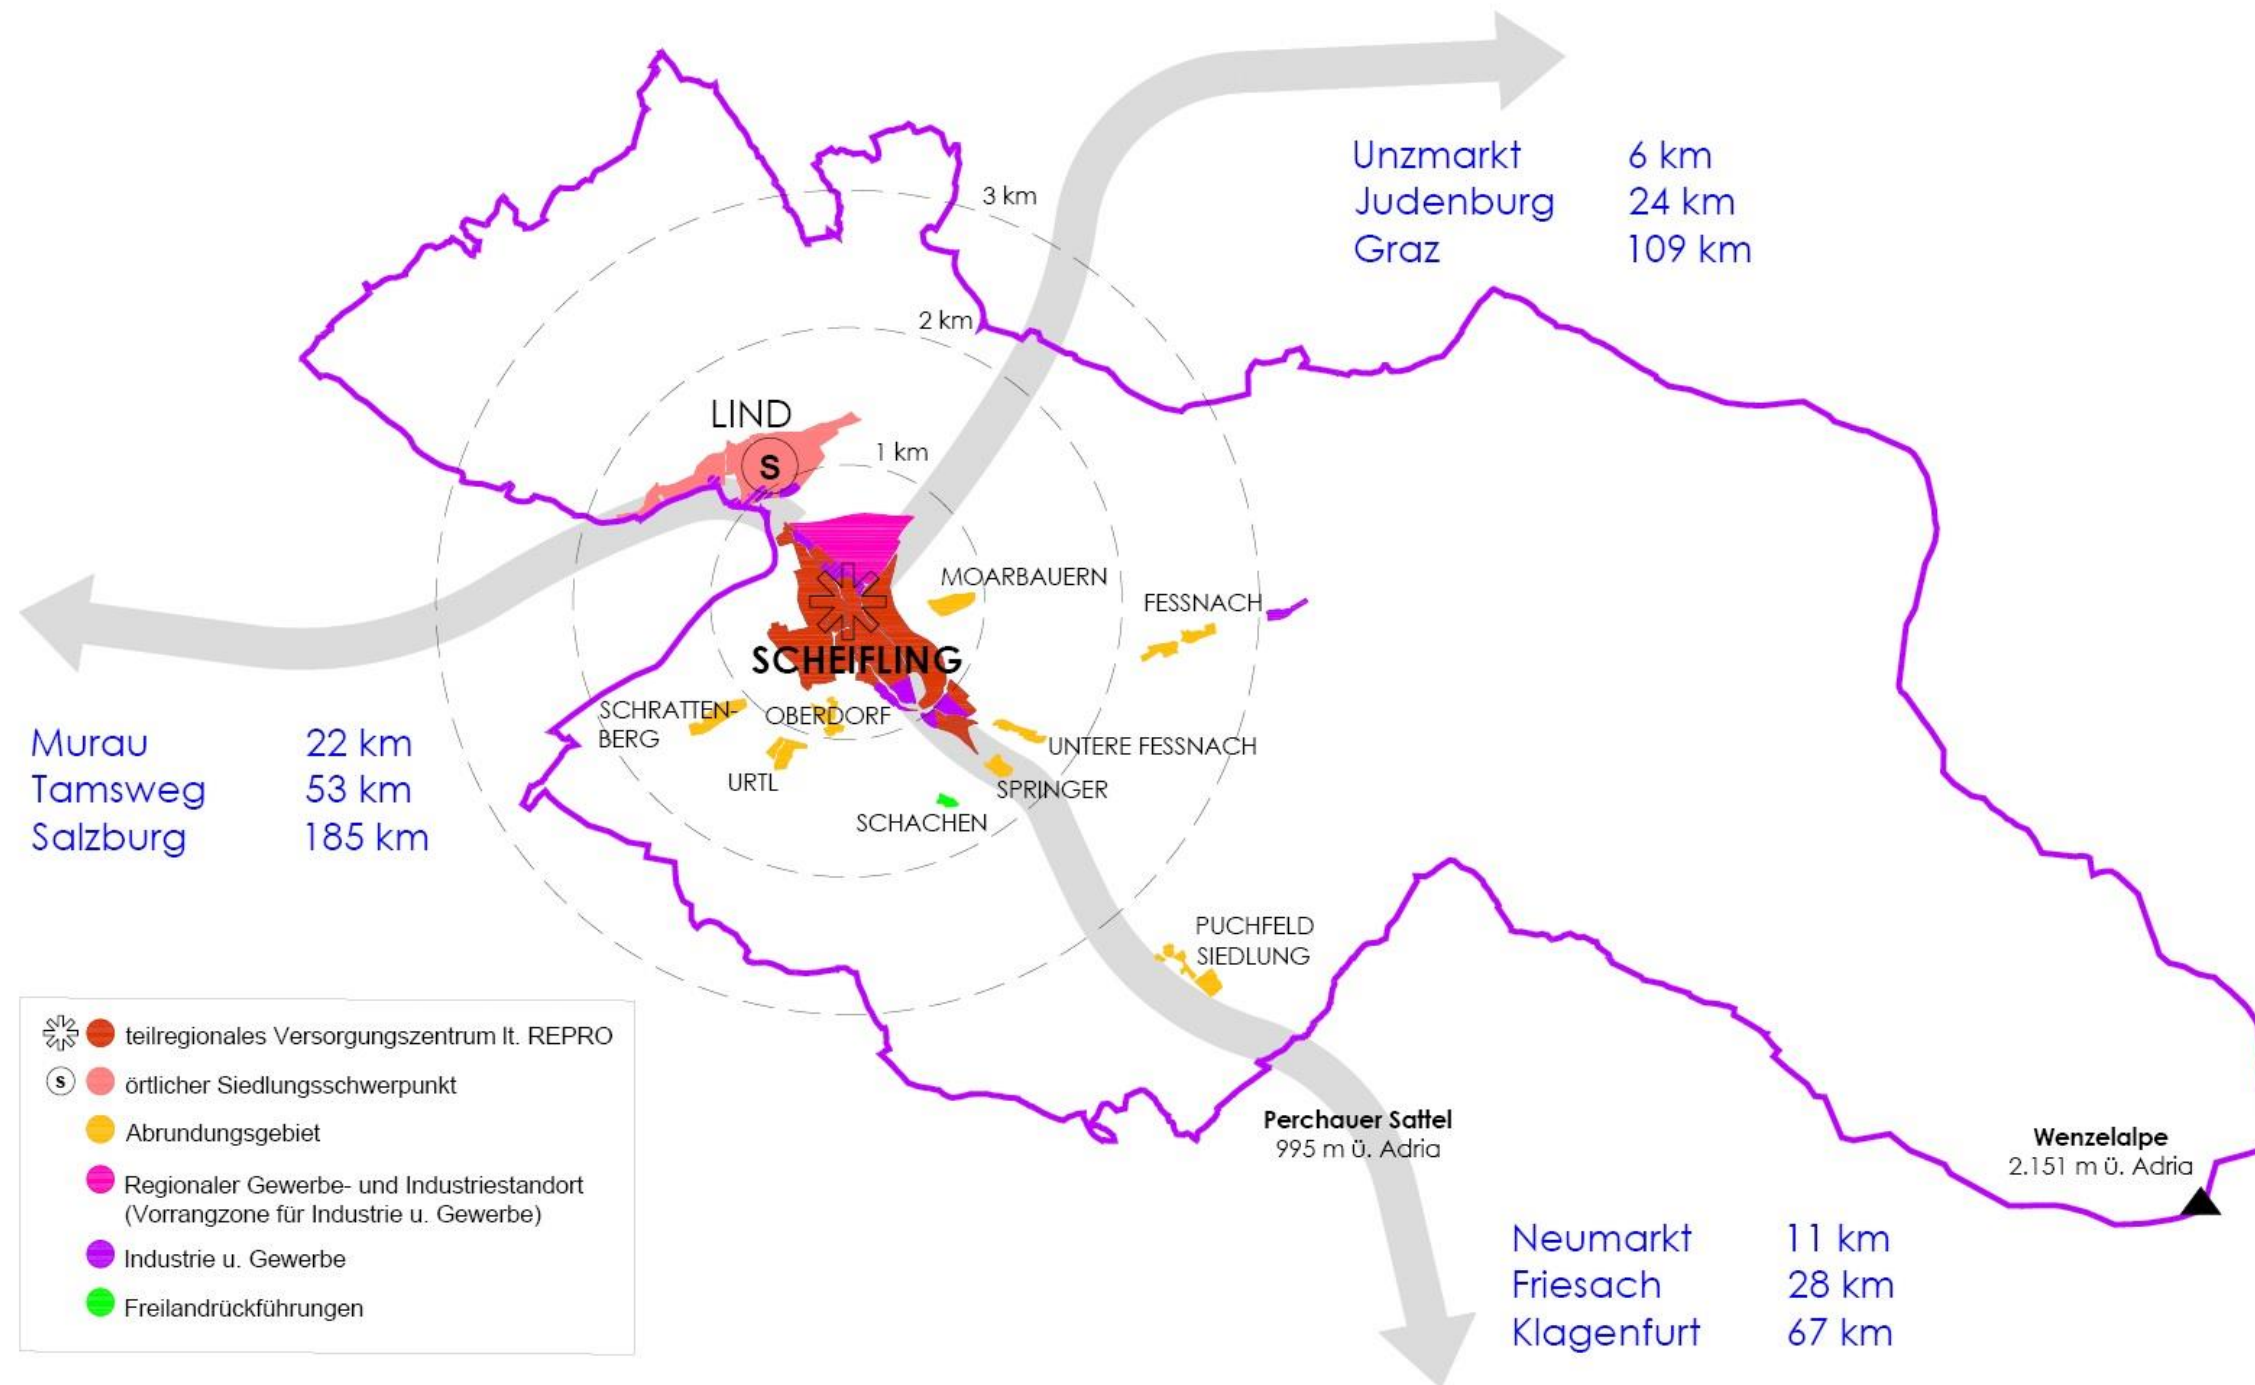 3 km
Unzmarkt 6 km
Judenburg 24 km
Graz 109 km
2 km
LIND
S
1 km
MOARBAUERN
FESSNACH
SCHEIFLING
SCHRATTEN-
BERG
OBERDORF
URTL
UNTERE FESSNACH
SPRINGER
SCHACHEN
Murau 22 km
Tamsweg 53 km
Salzburg 185 km
PUCHFELD
SIEDLUNG
teilregionales Versorgungszentrum lt. REPRO
S örtlicher Siedlungsschwerpunkt
Abrundungsgebiet
Regionaler Gewerbe- und Industriestandort
(Vorrangzone für Industrie u. Gewerbe)
Industrie u. Gewerbe
Freilandrückführungen
Perchauer Sattel
995 m ü. Adria
Wenzelalpe
2.151 m ü. Adria
Neumarkt 11 km
Friesach 28 km
Klagenfurt 67 km